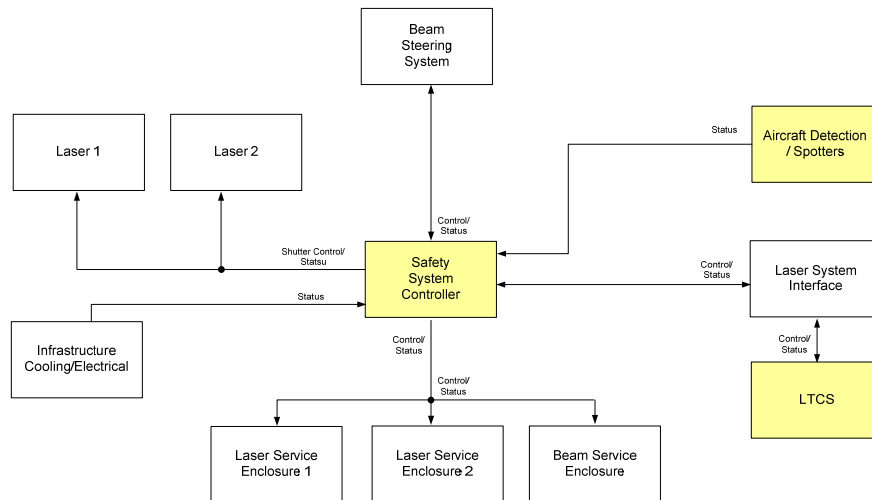 Beam
Steering
System
Laser 1
Laser 2
Status
Aircraft Detection
/ Spotters
Control/
Status
Shutter Control/
Statsu
Safety
System
Controller
Control/
Status
Laser System
Interface
Status
Infrastructure
Cooling/Electrical
Control/
Status
Control/
Status
LTCS
Control/
Status
Laser Service
Enclosure 1
Laser Service
Enclosure 2
Beam Service
Enclosure